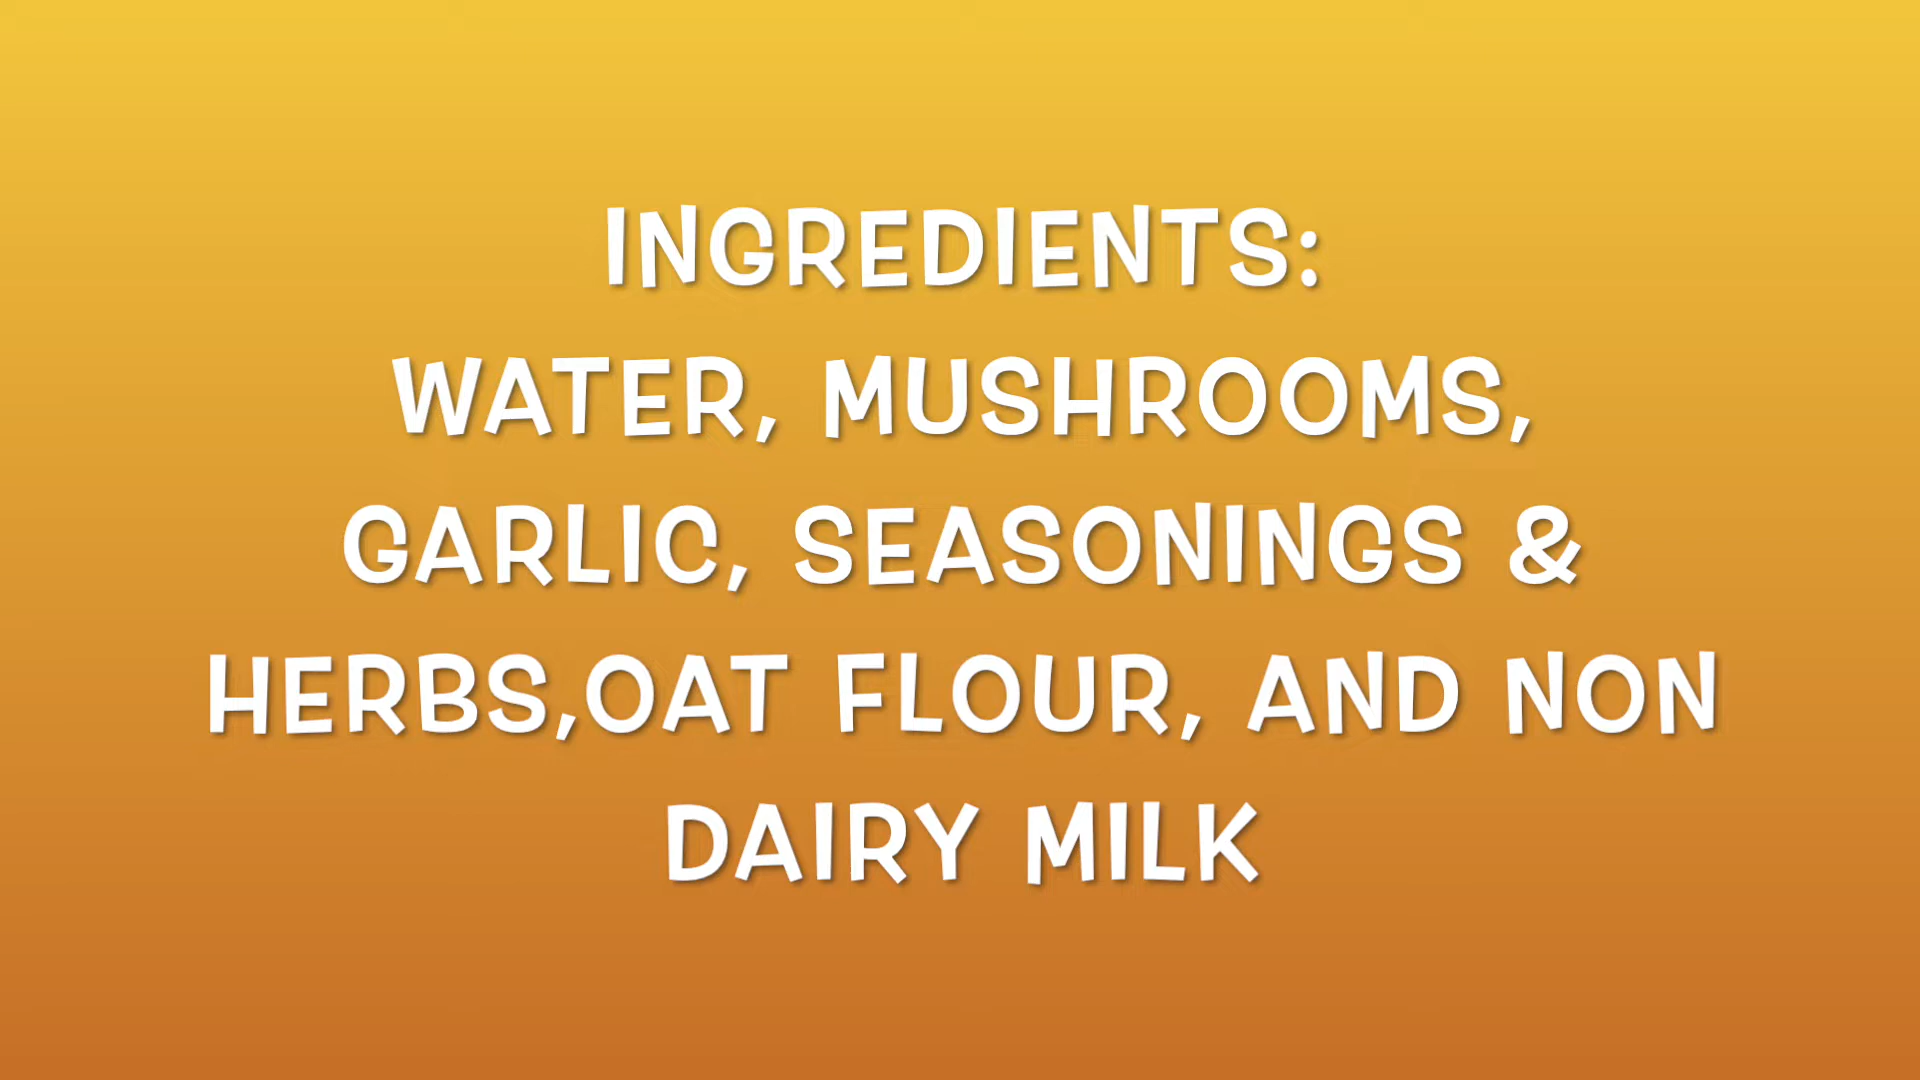 INGREDIENTS:
WATER, MUSHROOMS,
GARLIC, SEASONINGS &
HERBS,OAT FLOUR, AND NON
DAIRY MILK